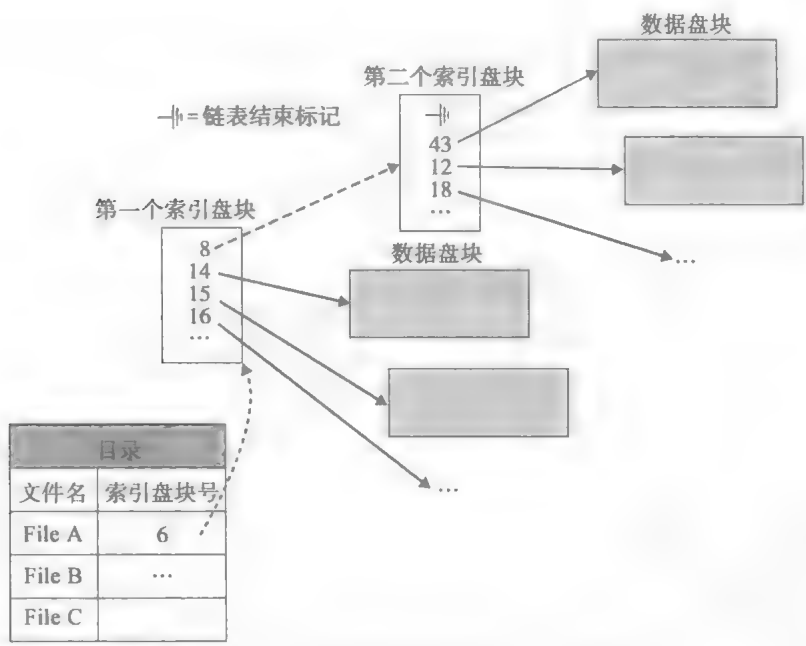 数据盘块
第二个索引盘块
=链表结束标记
43
12
18
…
…
第一个索引盘块
8
14
15
16
…
数据盘块
…
目录
文件名 索引盘块号
File A 6
File B …
File C